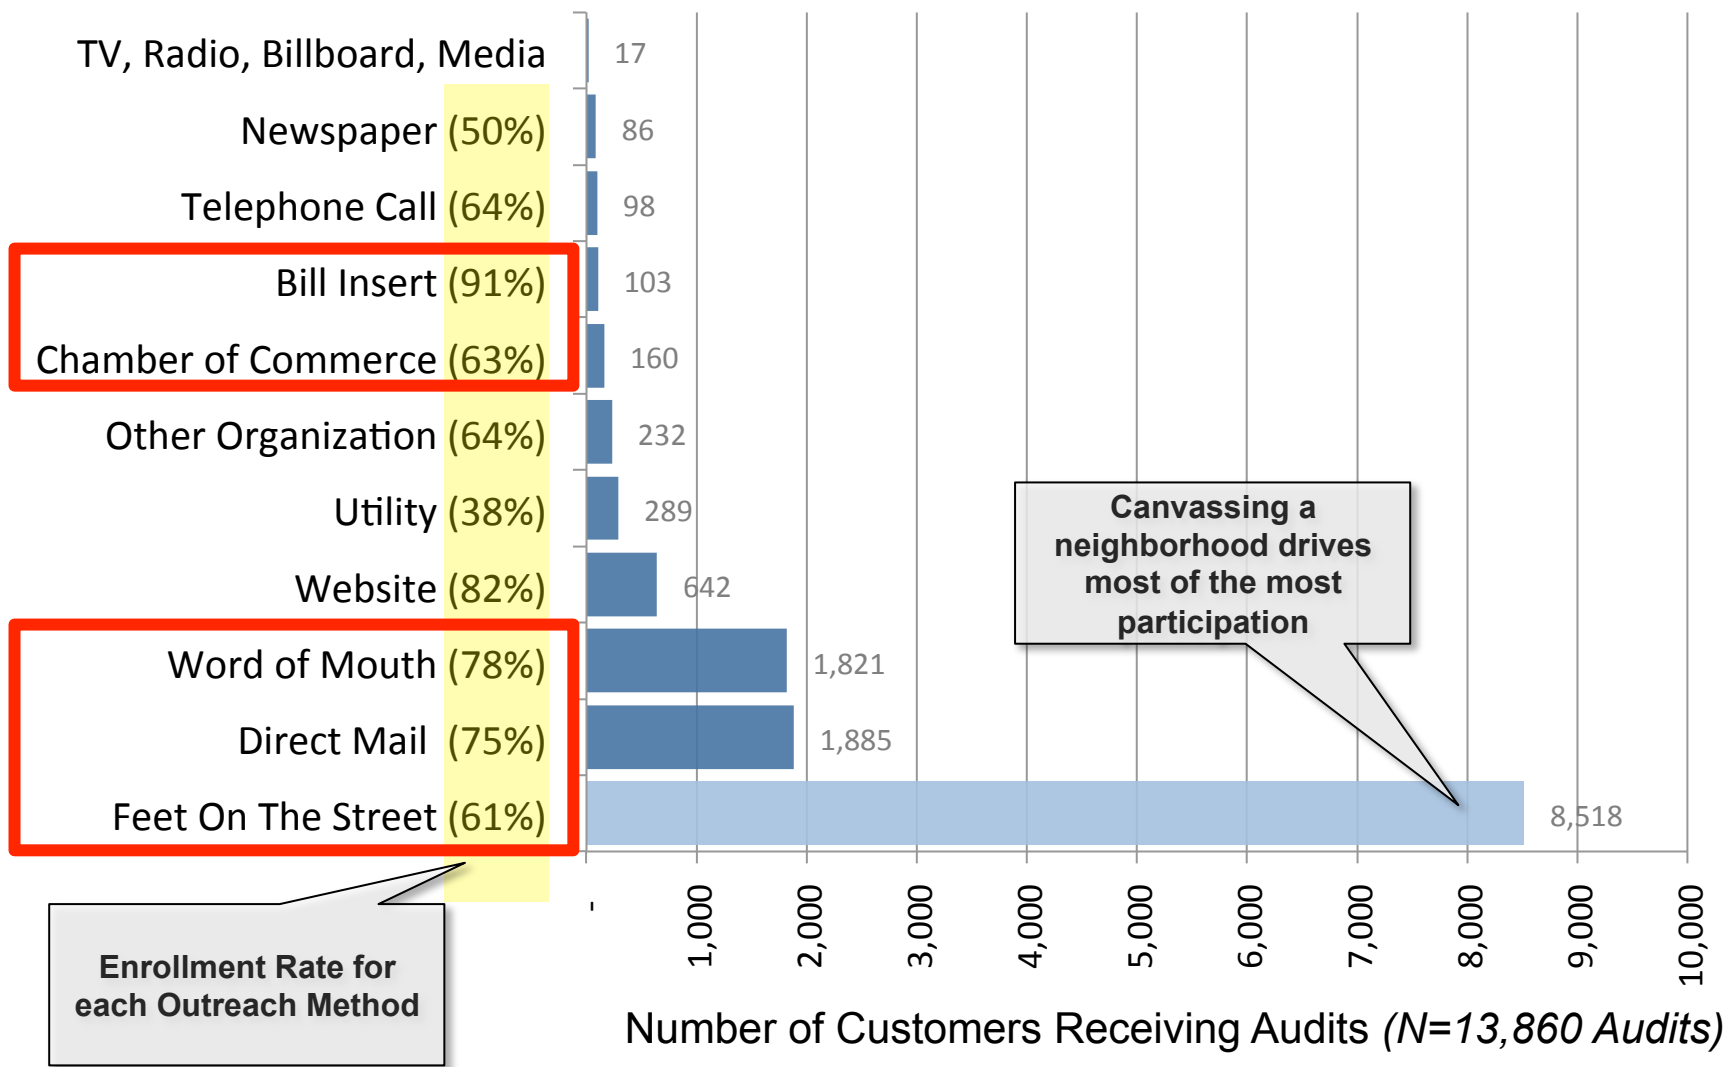 TV, Radio, Billboard, Media 17
Newspaper (50%) 86
Telephone Call (64%) 98
Bill Insert (91%) 103
Chamber of Commerce (63%) 160
Other Organization (64%) 232
Utility (38%) 289
Website (82%) 642
Word of Mouth (78%) 1,821
Direct Mail (75%) 1,885
Feet On The Street (61%) 8,518
Canvassing a
neighborhood drives
most of the most
participation
Enrollment Rate for
each Outreach Method
-
1,000
2,000
3,000
4,000
5,000
6,000
7,000
8,000
9,000
10,000
Number of Customers Receiving Audits (N=13,860 Audits)